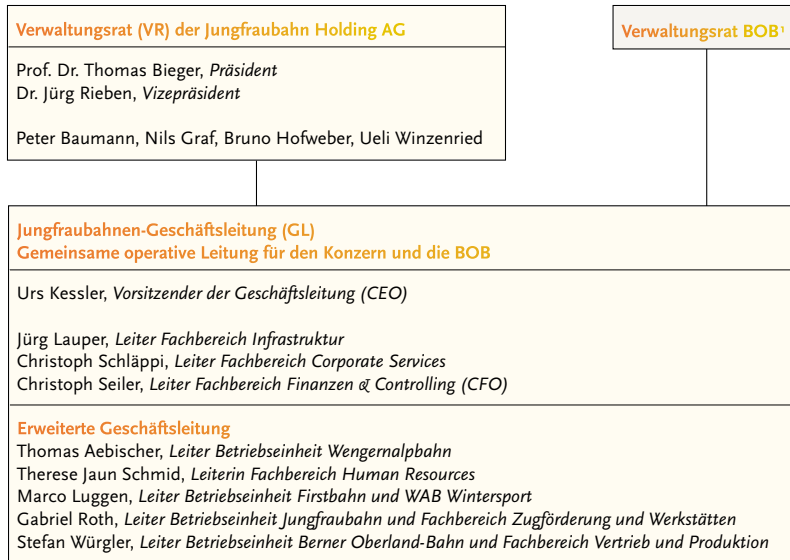 Verwaltungsrat (VR) der Jungfraubahn Holding AG
Prof. Dr. Thomas Bieger, Präsident
Dr. Jürg Rieben, Vizepräsident
Peter Baumann, Nils Graf, Bruno Hofweber, Ueli Winzenried
Verwaltungsrat BOB¹
Jungfraubahnen-Geschäftsleitung (GL)
Gemeinsame operative Leitung für den Konzern und die BOB
Urs Kessler, Vorsitzender der Geschäftsleitung (CEO)
Jürg Lauper, Leiter Fachbereich Infrastruktur
Christoph Schläppi, Leiter Fachbereich Corporate Services
Christoph Seiler, Leiter Fachbereich Finanzen & Controlling (CFO)
Erweiterte Geschäftsleitung
Thomas Aebischer, Leiter Betriebseinheit Wengernalpbahn
Therese Jaun Schmid, Leiterin Fachbereich Human Resources
Marco Luggen, Leiter Betriebseinheit Firstbahn und WAB Wintersport
Gabriel Roth, Leiter Betriebseinheit Jungfraubahn und Fachbereich Zugförderung und Werkstätten
Stefan Würgler, Leiter Betriebseinheit Berner Oberland-Bahn und Fachbereich Vertrieb und Produktion